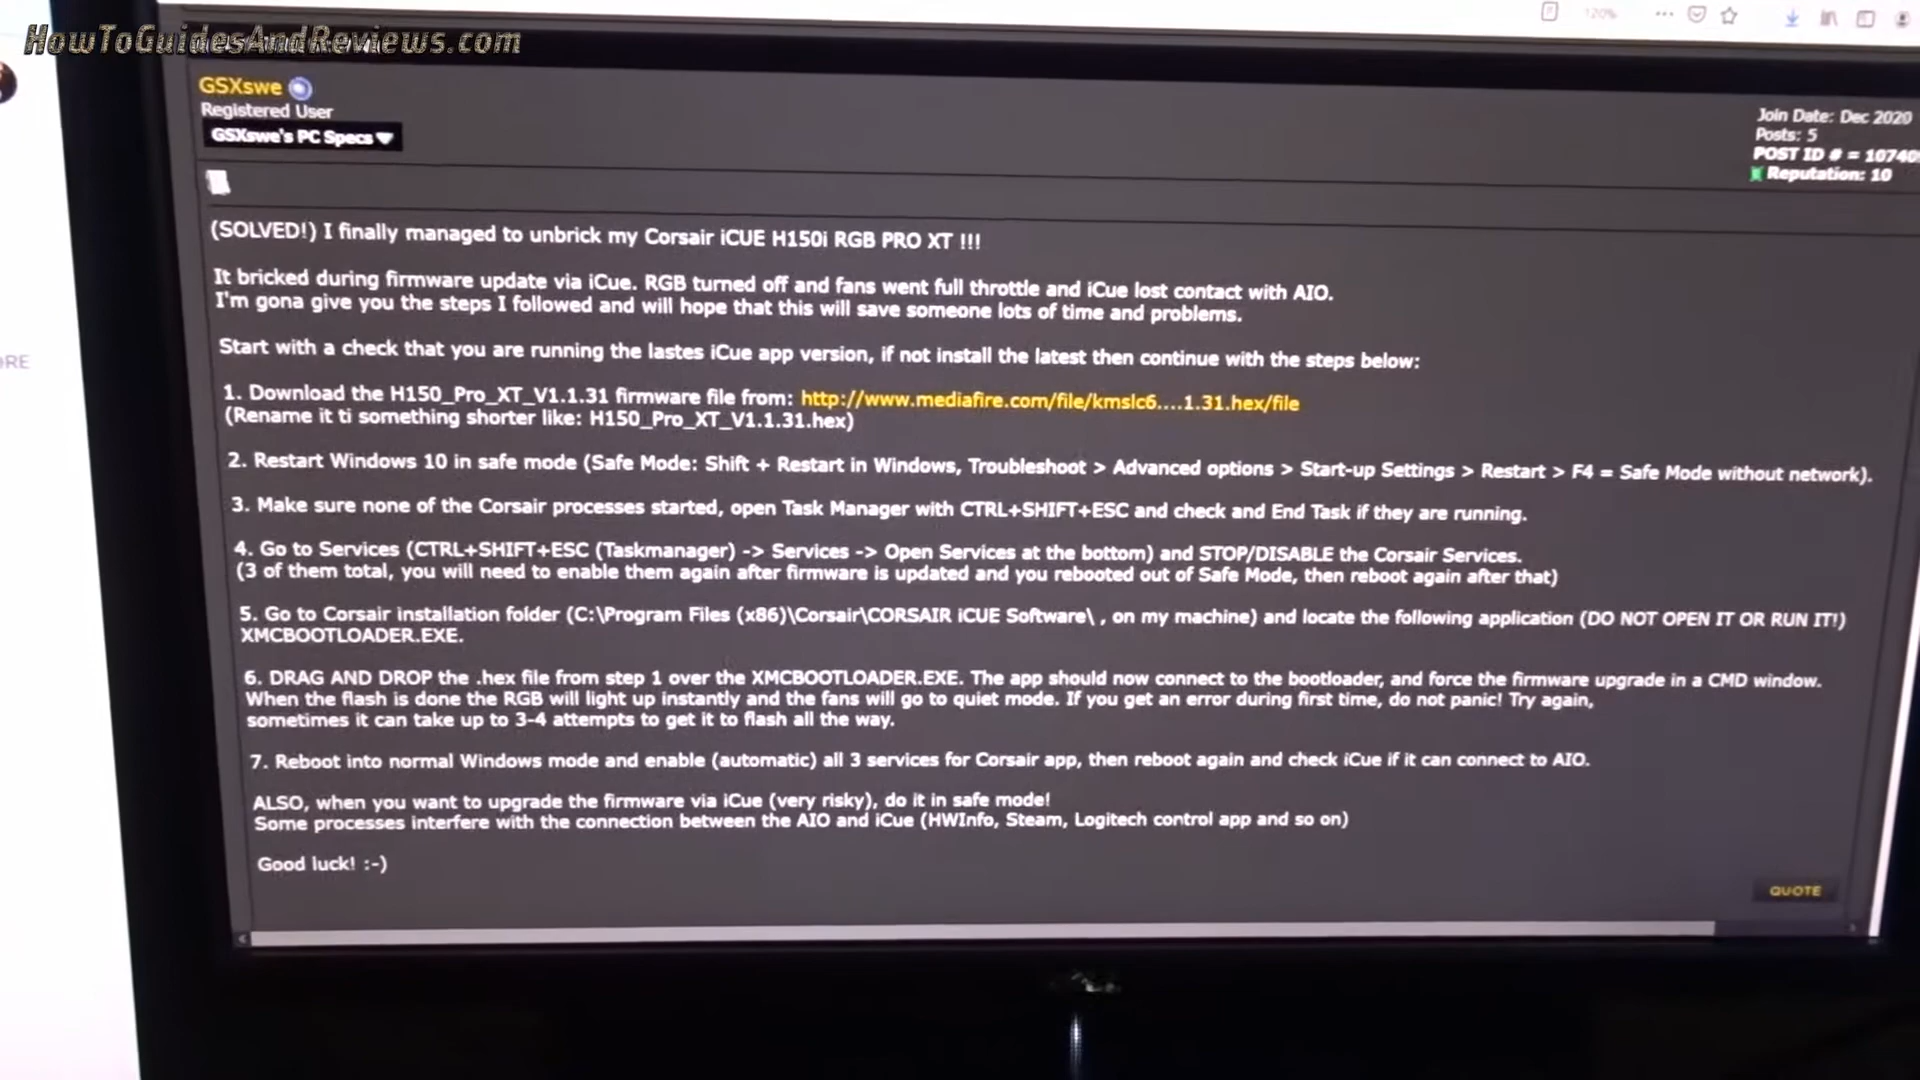 HowToGuidesAndReviews.com
120%
GSXswe
Registered User
GSXswe's PC Specs
Join Date: Dec 2020
Posts: 5
POST ID # = 10740
Reputation: 10
(SOLVED!) I finally managed to unbrick my Corsair iCUE H150i RGB PRO XT !!!
It bricked during firmware update via iCue. RGB turned off and fans went full throttle and iCue lost contact with AIO.
I'm gona give you the steps I followed and will hope that this will save someone lots of time and problems.
Start with a check that you are running the lastes iCue app version, if not install the latest then continue with the steps below:
1. Download the H150_Pro_XT_V1.1.31 firmware file from: http://www.mediafire.com/file/kmslc6....1.31.hex/file
(Rename it ti something shorter like: H150_Pro_XT_V1.1.31.hex)
2. Restart Windows 10 in safe mode (Safe Mode: Shift + Restart in Windows, Troubleshoot > Advanced options > Start-up Settings > Restart > F4 = Safe Mode without network).
3. Make sure none of the Corsair processes started, open Task Manager with CTRL+SHIFT+ESC and check and End Task if they are running.
4. Go to Services (CTRL+SHIFT+ESC (Taskmanager) -> Services -> Open Services at the bottom) and STOP/DISABLE the Corsair Services.
(3 of them total, you will need to enable them again after firmware is updated and you rebooted out of Safe Mode, then reboot again after that)
5. Go to Corsair installation folder (C:\Program Files (x86)\Corsair\CORSAIR iCUE Software\ , on my machine) and locate the following application (DO NOT OPEN IT OR RUN IT!)
XMCBOOTLOADER.EXE.
6. DRAG AND DROP the .hex file from step 1 over the XMCBOOTLOADER.EXE. The app should now connect to the bootloader, and force the firmware upgrade in a CMD window.
When the flash is done the RGB will light up instantly and the fans will go to quiet mode. If you get an error during first time, do not panic! Try again,
sometimes it can take up to 3-4 attempts to get it to flash all the way.
7. Reboot into normal Windows mode and enable (automatic) all 3 services for Corsair app, then reboot again and check iCue if it can connect to AIO.
ALSO, when you want to upgrade the firmware via iCue (very risky), do it in safe mode!
Some processes interfere with the connection between the AIO and iCue (HWInfo, Steam, Logitech control app and so on)
Good luck! :-)
QUOTE